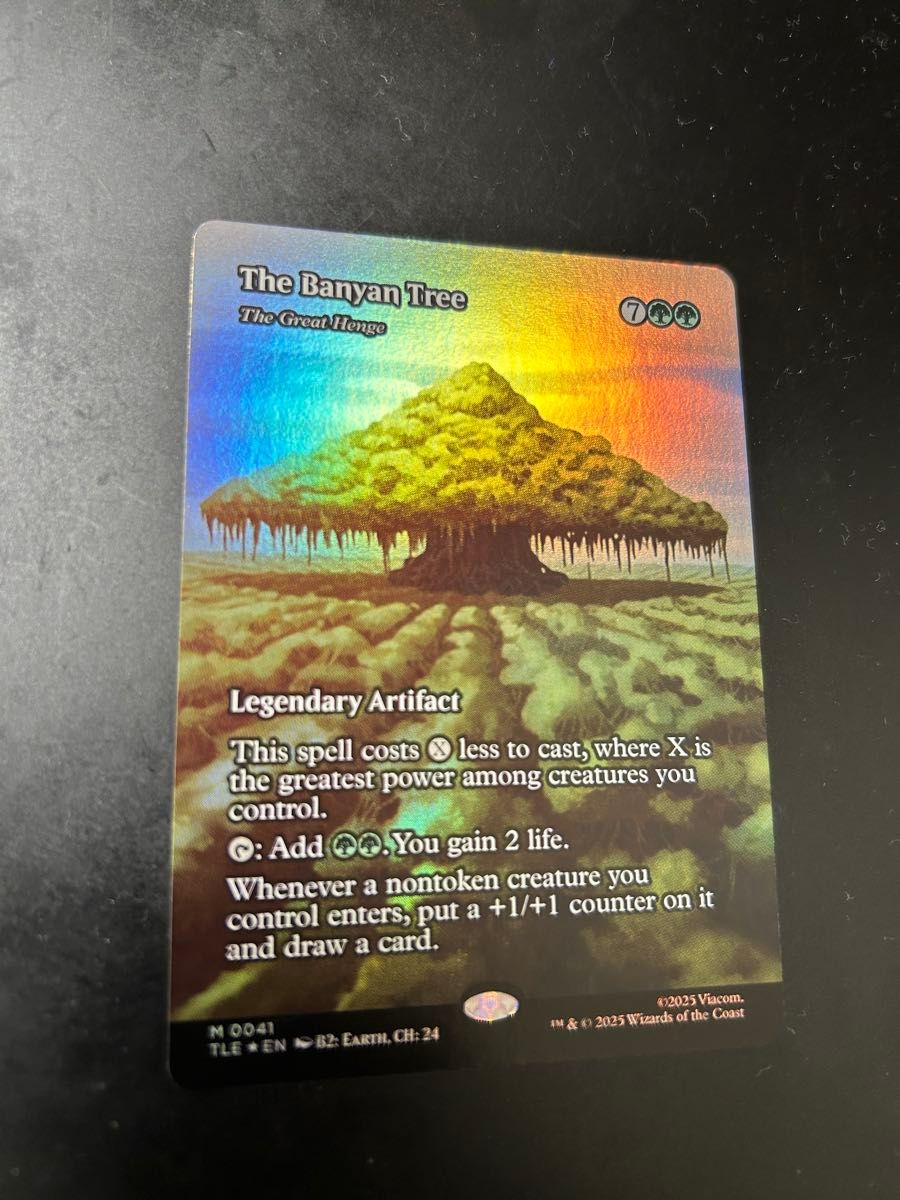 The Banyan Tree
The Great Henge
7
Legendary Artifact
This spell costs X less to cast, where X is
the greatest power among creatures you
control.
: Add . You gain 2 life.
Whenever a nontoken creature you
control enters, put a +1/+1 counter on it
and draw a card.
M 0041
TLE ★ EN B2: EARTH, CH: 24
©2025 Viacom.
™ & © 2025 Wizards of the Coast